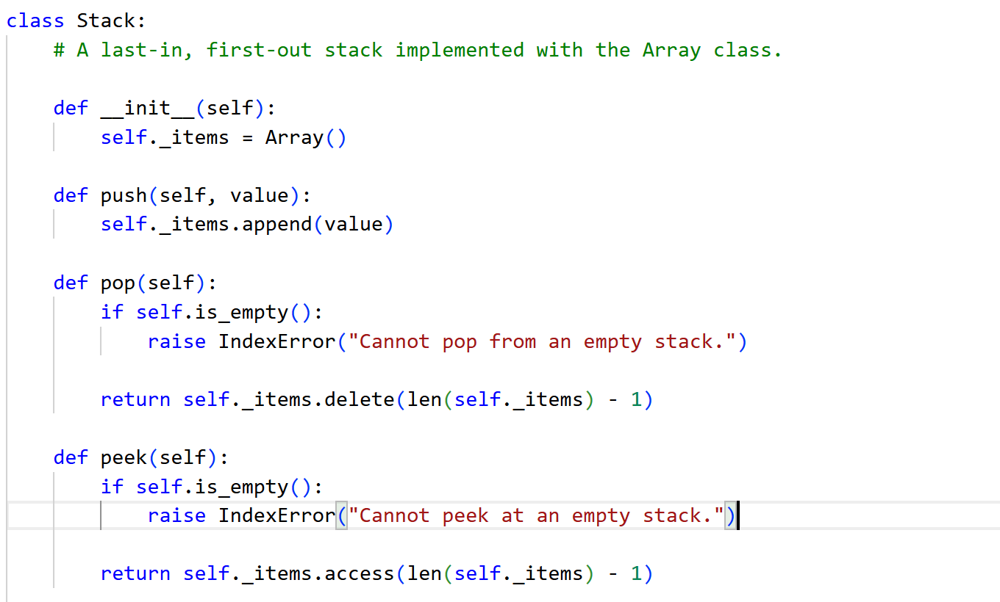 class Stack:
    # A last-in, first-out stack implemented with the Array class.

    def __init__(self):
        self._items = Array()

    def push(self, value):
        self._items.append(value)

    def pop(self):
        if self.is_empty():
            raise IndexError("Cannot pop from an empty stack.")

        return self._items.delete(len(self._items) - 1)

    def peek(self):
        if self.is_empty():
            raise IndexError("Cannot peek at an empty stack.")

        return self._items.access(len(self._items) - 1)